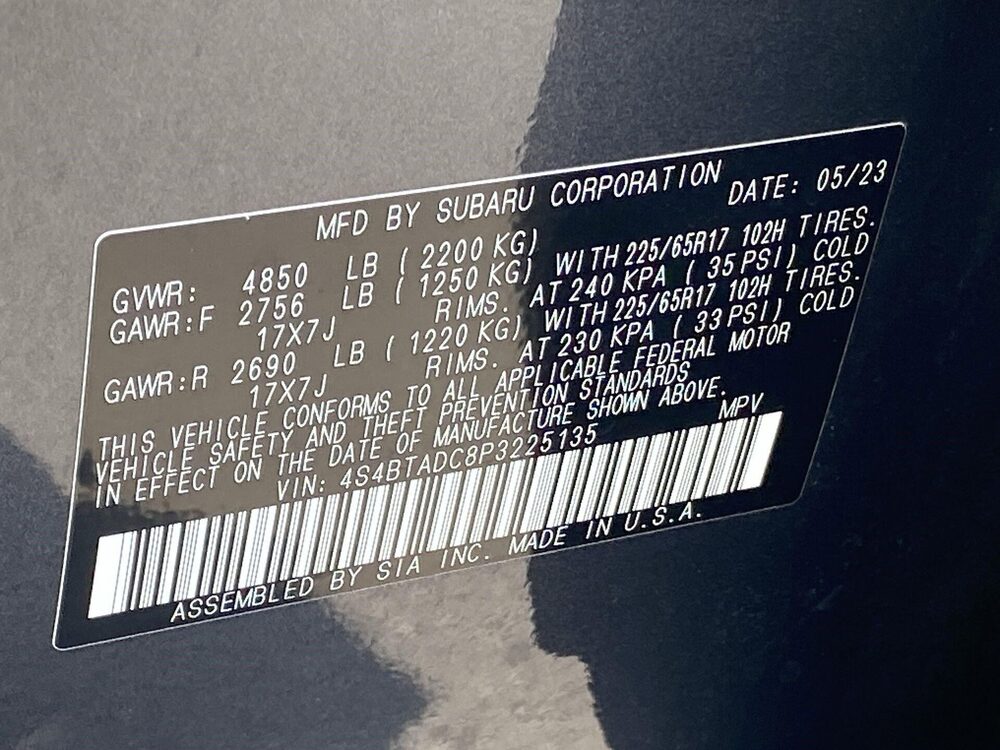 MFD BY SUBARU CORPORATION DATE: 05/23
GVWR: 4850 LB ( 2200 KG)
GAWR:F 2756 LB ( 1250 KG) WITH 225/65R17 102H TIRES.
17X7J RIMS. AT 240 KPA ( 35 PSI) COLD
GAWR:R 2690 LB ( 1220 KG) WITH 225/65R17 102H TIRES.
17X7J RIMS. AT 230 KPA ( 33 PSI) COLD
THIS VEHICLE CONFORMS TO ALL APPLICABLE FEDERAL MOTOR
VEHICLE SAFETY AND THEFT PREVENTION STANDARDS
IN EFFECT ON THE DATE OF MANUFACTURE SHOWN ABOVE.
VIN: 4S4BTADC8P3225135 MPV
ASSEMBLED BY SIA INC. MADE IN U.S.A.